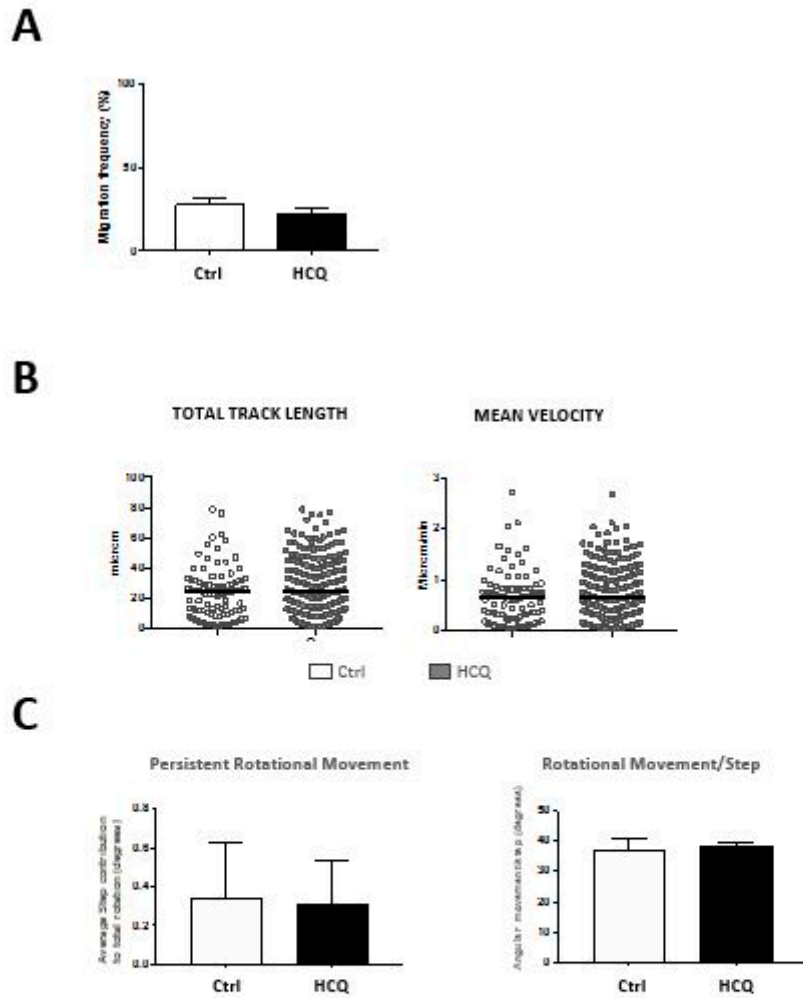 A
Migration frequency (%)
100
50
0
Ctrl
HCQ
B
TOTAL TRACK LENGTH
MEAN VELOCITY
microm
100
80
60
40
20
0
Microm/min
3
2
1
0
Ctrl
HCQ
C
Persistent Rotational Movement
Rotational Movement/Step
Average Step contribution
to total rotation (degrees)
0.8
0.6
0.4
0.2
0.0
Ctrl
HCQ
Angular movement/step (degrees)
50
40
30
20
10
0
Ctrl
HCQ